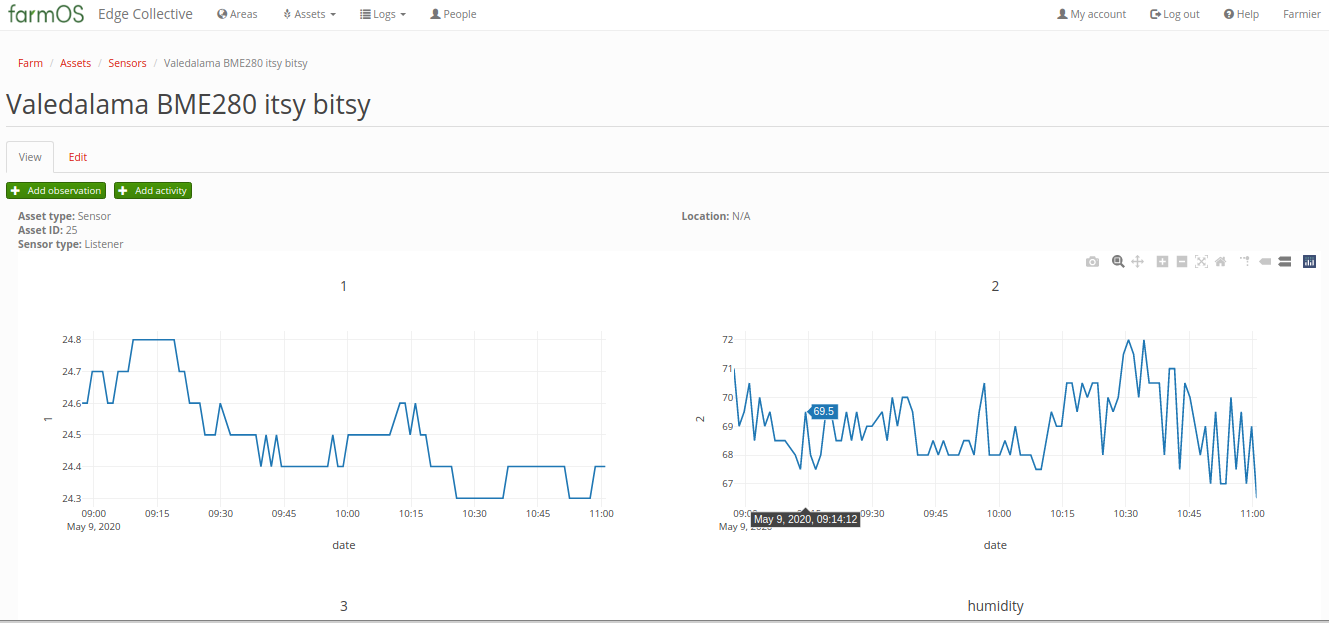 farmOS Edge Collective Areas Assets Logs People My account Log out Help Farmier
Farm / Assets / Sensors / Valedalama BME280 itsy bitsy
Valedalama BME280 itsy bitsy
View Edit
Add observation Add activity
Asset type: Sensor
Asset ID: 25
Sensor type: Listener
Location: N/A
1
24.8
24.7
24.6
24.5
24.4
24.3
1
09:00 09:15 09:30 09:45 10:00 10:15 10:30 10:45 11:00
May 9, 2020
date
2
72
71
70
69
68
67
2
69.5
09:30 09:45 10:00 10:15 10:30 10:45 11:00
May 9, 2020, 09:14:12
May 9, 2020
date
3
humidity